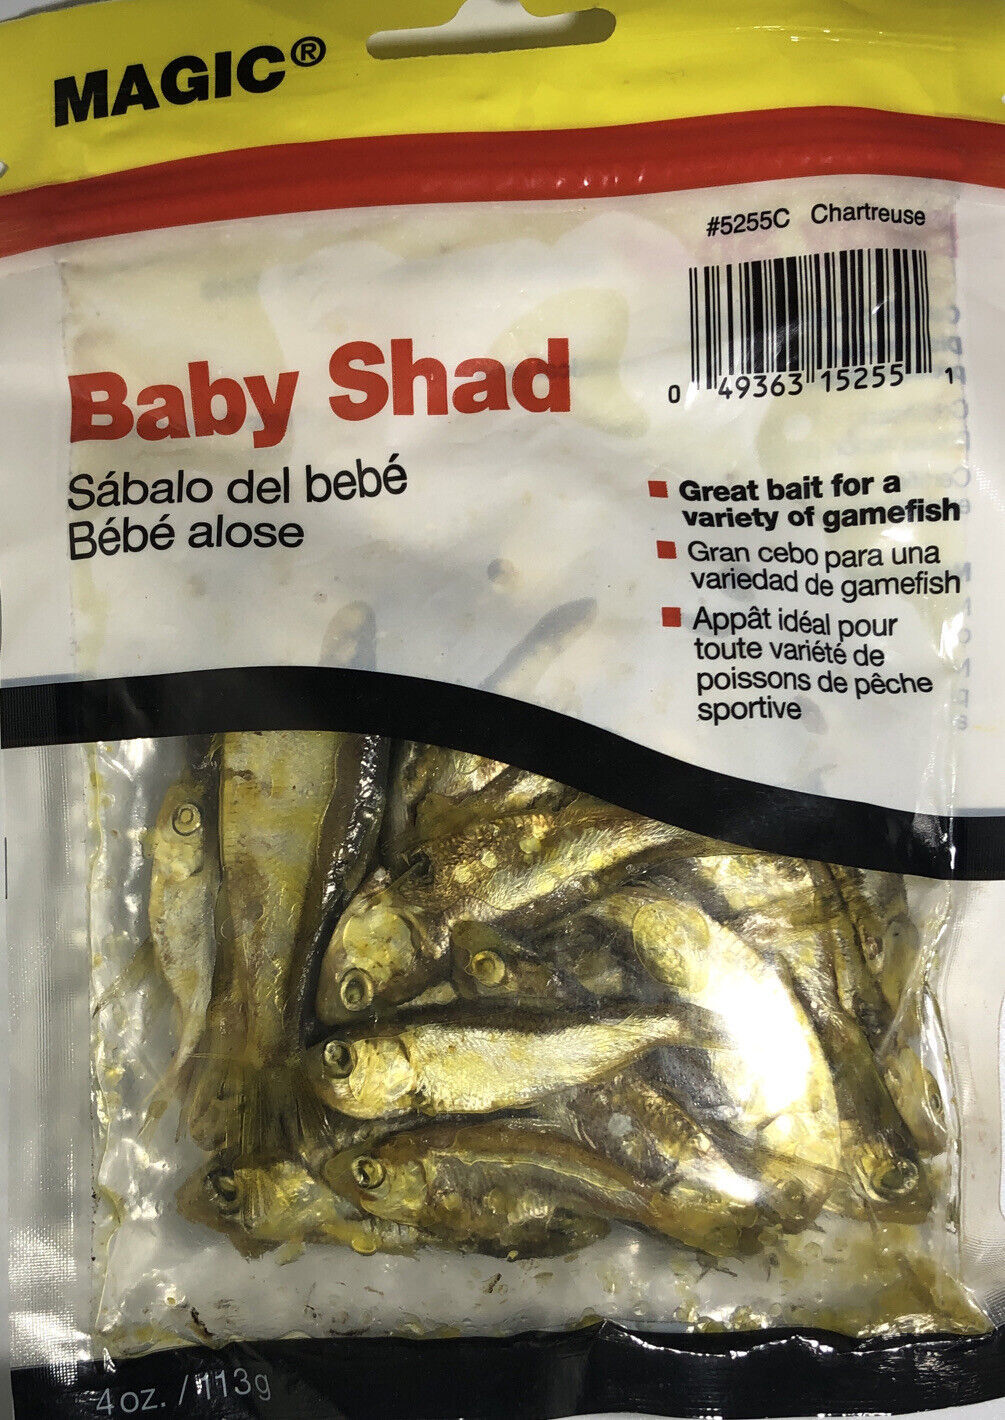 MAGIC®
#5255C Chartreuse
0 49363 15255 1
Baby Shad
Sábalo del bebé
Bébé alose
Great bait for a
variety of gamefish
Gran cebo para una
variedad de gamefish
Appât idéal pour
toute variété de
poissons de pêche
sportive
4 oz. / 113g